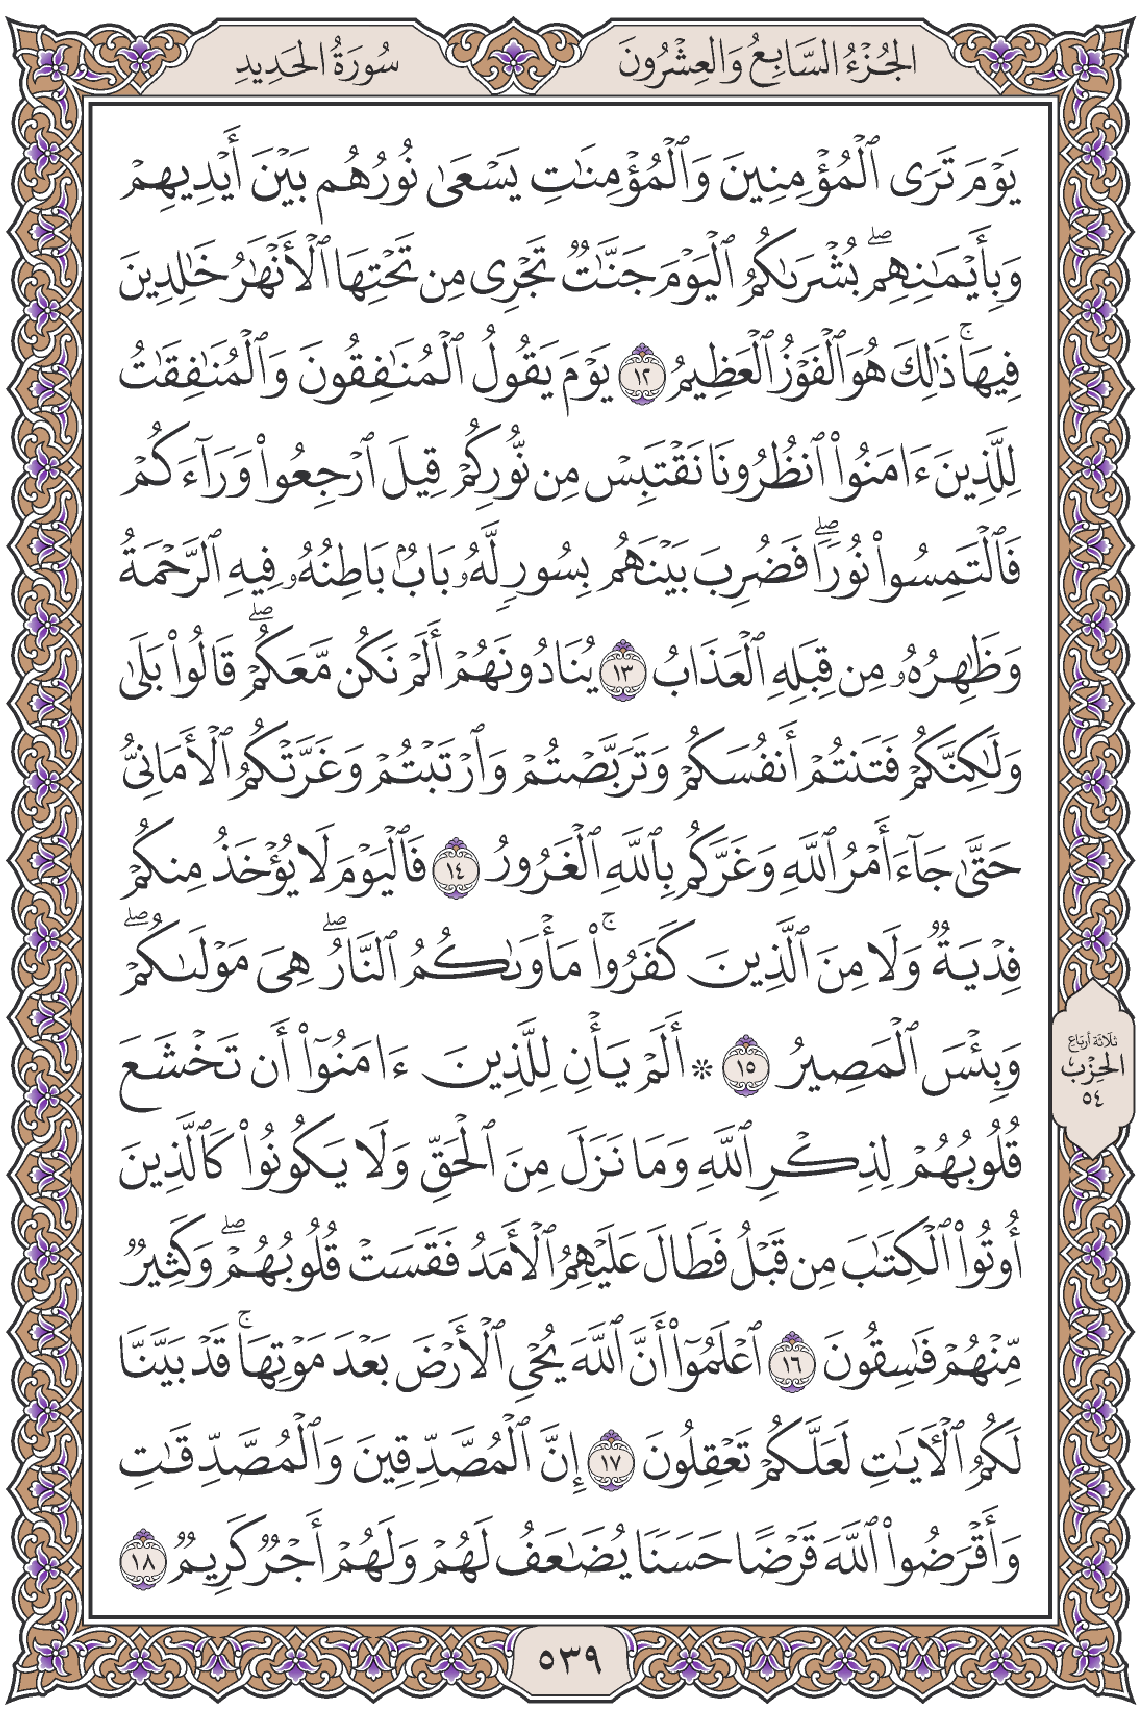 الجُزْءُ السَّابِعُ وَالعِشْرُونَ
سُورَةُ الحَدِيدِ
يَوْمَ تَرَى ٱلْمُؤْمِنِينَ وَٱلْمُؤْمِنَٰتِ يَسْعَىٰ نُورُهُم بَيْنَ أَيْدِيهِمْ
وَبِأَيْمَٰنِهِمۖ بُشْرَىٰكُمُ ٱلْيَوْمَ جَنَّٰتٌ تَجْرِى مِن تَحْتِهَا ٱلْأَنْهَٰرُ خَٰلِدِينَ
فِيهَاۚ ذَٰلِكَ هُوَ ٱلْفَوْزُ ٱلْعَظِيمُ ١٢ يَوْمَ يَقُولُ ٱلْمُنَٰفِقُونَ وَٱلْمُنَٰفِقَٰتُ
لِلَّذِينَ ءَامَنُوا۟ ٱنظُرُونَا نَقْتَبِسْ مِن نُّورِكُمْ قِيلَ ٱرْجِعُوا۟ وَرَآءَكُمْ
فَٱلْتَمِسُوا۟ نُورًاۖ فَضُرِبَ بَيْنَهُم بِسُورٍ لَّهُۥ بَابٌۢ بَاطِنُهُۥ فِيهِ ٱلرَّحْمَةُ
وَظَٰهِرُهُۥ مِن قِبَلِهِ ٱلْعَذَابُ ١٣ يُنَادُونَهُمْ أَلَمْ نَكُن مَّعَكُمْۖ قَالُوا۟ بَلَىٰ
وَلَٰكِنَّكُمْ فَتَنتُمْ أَنفُسَكُمْ وَتَرَبَّصْتُمْ وَٱرْتَبْتُمْ وَغَرَّتْكُمُ ٱلْأَمَانِىُّ
حَتَّىٰ جَآءَ أَمْرُ ٱللَّهِ وَغَرَّكُم بِٱللَّهِ ٱلْغَرُورُ ١٤ فَٱلْيَوْمَ لَا يُؤْخَذُ مِنكُمْ
فِدْيَةٌ وَلَا مِنَ ٱلَّذِينَ كَفَرُوا۟ۚ مَأْوَىٰكُمُ ٱلنَّارُۖ هِىَ مَوْلَىٰكُمْۖ
وَبِئْسَ ٱلْمَصِيرُ ١٥ ۞ أَلَمْ يَأْنِ لِلَّذِينَ ءَامَنُوٓا۟ أَن تَخْشَعَ
قُلُوبُهُمْ لِذِكْرِ ٱللَّهِ وَمَا نَزَلَ مِنَ ٱلْحَقِّ وَلَا يَكُونُوا۟ كَٱلَّذِينَ
أُوتُوا۟ ٱلْكِتَٰبَ مِن قَبْلُ فَطَالَ عَلَيْهِمُ ٱلْأَمَدُ فَقَسَتْ قُلُوبُهُمْۖ وَكَثِيرٌ
مِّنْهُمْ فَٰسِقُونَ ١٦ ٱعْلَمُوٓا۟ أَنَّ ٱللَّهَ يُحْىِ ٱلْأَرْضَ بَعْدَ مَوْتِهَاۚ قَدْ بَيَّنَّا
لَكُمُ ٱلْءَايَٰتِ لَعَلَّكُمْ تَعْقِلُونَ ١٧ إِنَّ ٱلْمُصَّدِّقِينَ وَٱلْمُصَّدِّقَٰتِ
وَأَقْرَضُوا۟ ٱللَّهَ قَرْضًا حَسَنًا يُضَٰعَفُ لَهُمْ وَلَهُمْ أَجْرٌ كَرِيمٌ ١٨
ثلاثة أرباع
الحِزْب
٥٤
٥٣٩